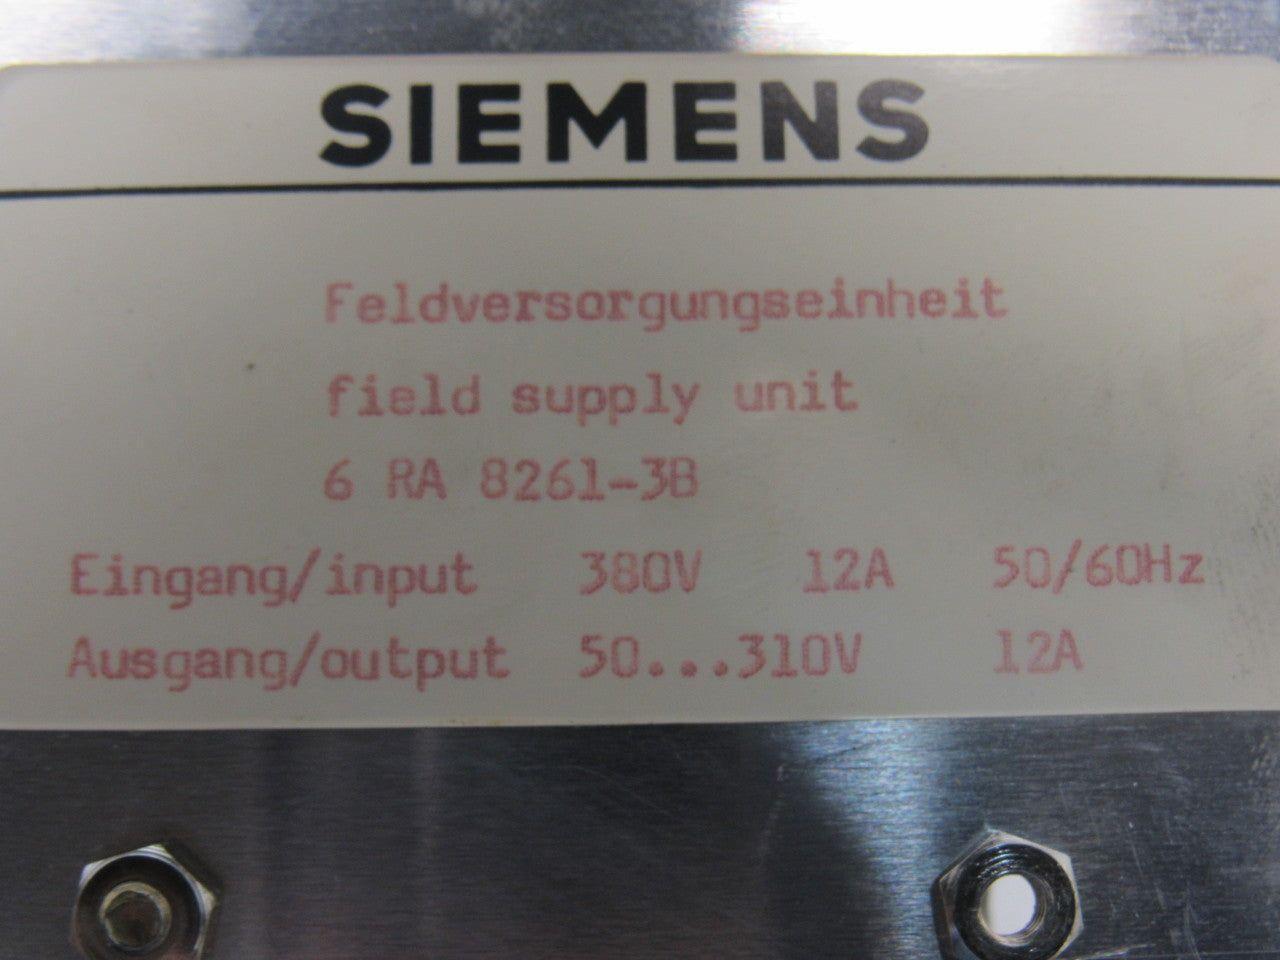 SIEMENS
Feldversorgungseinheit
field supply unit
6 RA 8261-3B
Eingang/input 380V 12A 50/60Hz
Ausgang/output 50...310V 12A